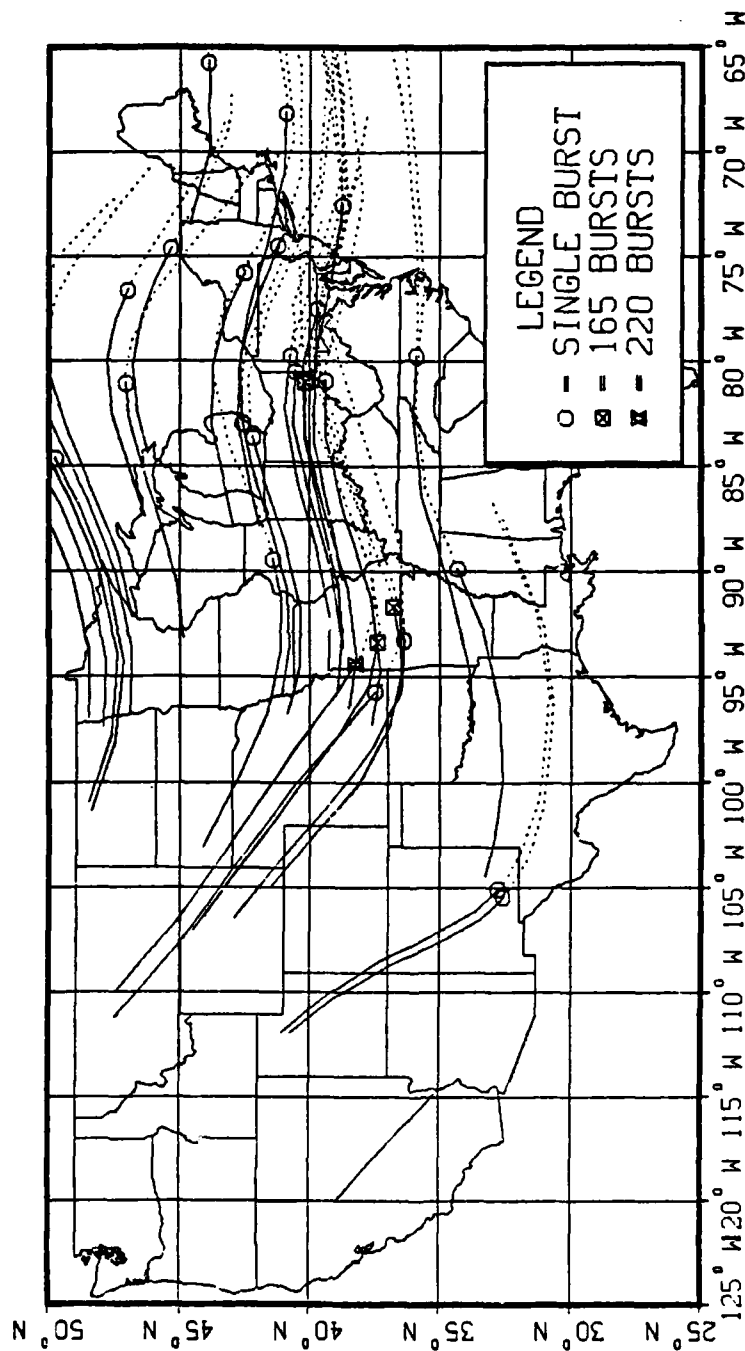 50° N
45° N
40° N
35° N
30° N
25° N
125° W
120° W
115° W
110° W
105° W
100° W
95° W
90° W
85° W
80° W
75° W
70° W
65° W
LEGEND
○ - SINGLE BURST
⊠ = 165 BURSTS
⧗ = 220 BURSTS